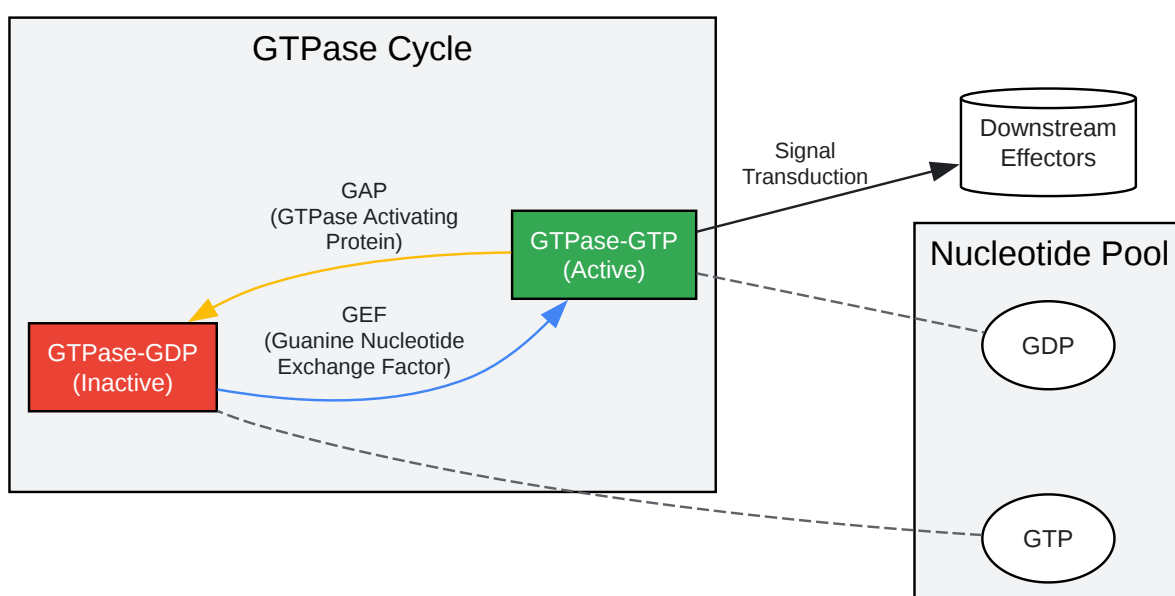 GTPase Cycle
Downstream
Effectors
Signal
Transduction
GAP
(GTPase Activating
Protein)
GTPase-GTP
(Active)
Nucleotide Pool
GEF
(Guanine Nucleotide
Exchange Factor)
GTPase-GDP
(Inactive)
GDP
GTP